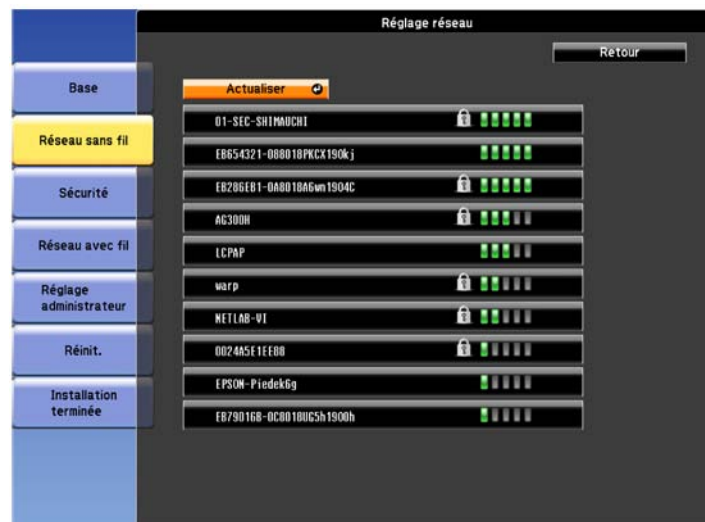 Réglage réseau
Retour
Base
Réseau sans fil
Sécurité
Réseau avec fil
Réglage
administrateur
Réinit.
Installation
terminée
Actualiser
01-SEC-SHIMAUCHI
EB654321-088018PKCX190kj
EB286EB1-0A8018A6wn1904C
AG300H
LCPAP
warp
NETLAB-VI
0024A5E1EE88
EPSON-Piedek6g
EB790168-0C8018UG5h1900h